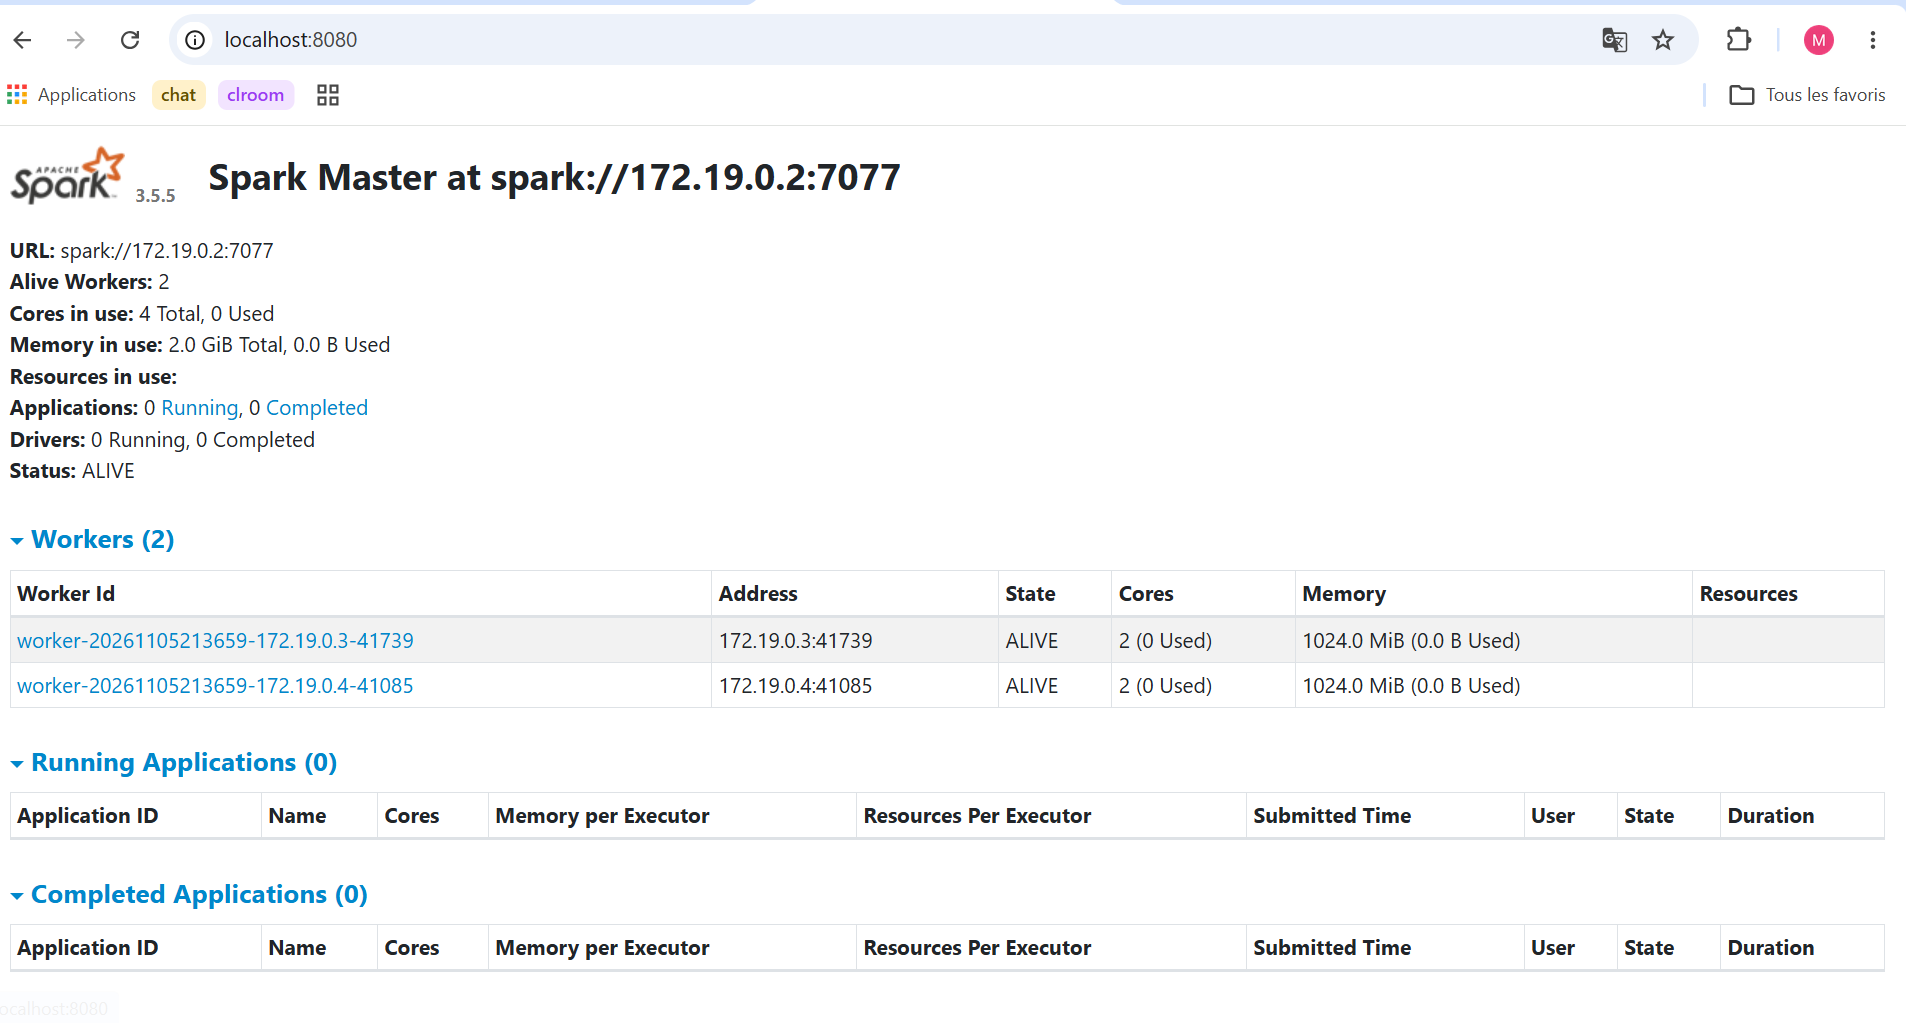 localhost:8080
M
Applications
chat
clroom
Tous les favoris
APACHE Spark™ 3.5.5
Spark Master at spark://172.19.0.2:7077
URL: spark://172.19.0.2:7077
Alive Workers: 2
Cores in use: 4 Total, 0 Used
Memory in use: 2.0 GiB Total, 0.0 B Used
Resources in use:
Applications: 0 Running, 0 Completed
Drivers: 0 Running, 0 Completed
Status: ALIVE
Workers (2)
Worker Id Address State Cores Memory Resources
worker-20261105213659-172.19.0.3-41739 172.19.0.3:41739 ALIVE 2 (0 Used) 1024.0 MiB (0.0 B Used)
worker-20261105213659-172.19.0.4-41085 172.19.0.4:41085 ALIVE 2 (0 Used) 1024.0 MiB (0.0 B Used)
Running Applications (0)
Application ID Name Cores Memory per Executor Resources Per Executor Submitted Time User State Duration
Completed Applications (0)
Application ID Name Cores Memory per Executor Resources Per Executor Submitted Time User State Duration
ocalhost:8080